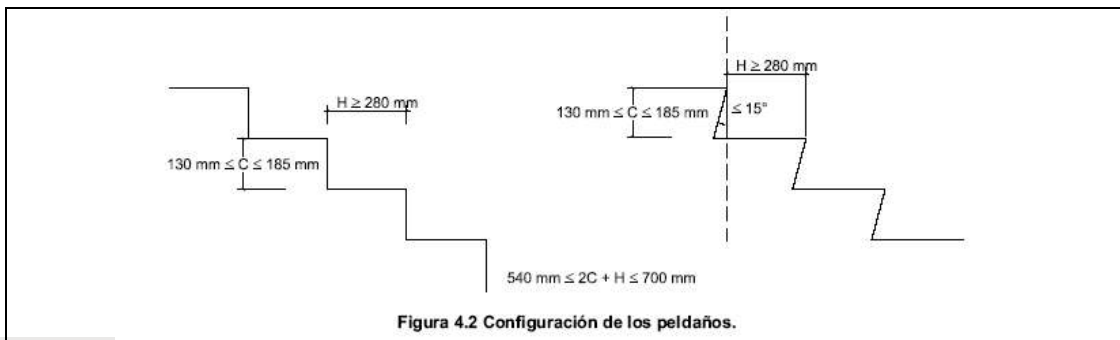 H ≥ 280 mm
130 mm ≤ C ≤ 185 mm
540 mm ≤ 2C + H ≤ 700 mm
H ≥ 280 mm
130 mm ≤ C ≤ 185 mm
≤ 15°
Figura 4.2 Configuración de los peldaños.